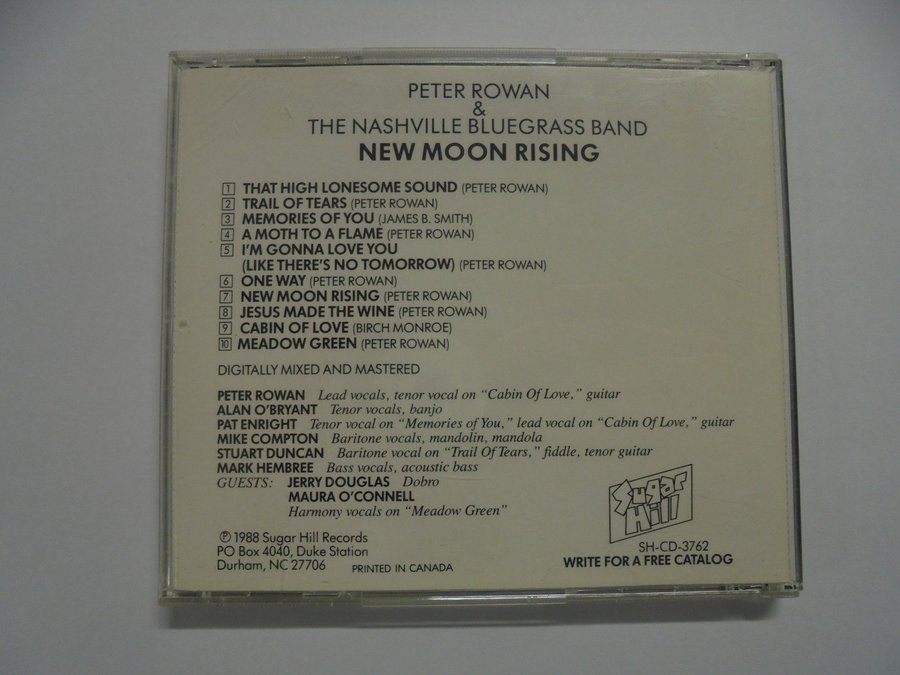 PETER ROWAN
&
THE NASHVILLE BLUEGRASS BAND
NEW MOON RISING
1 THAT HIGH LONESOME SOUND (PETER ROWAN)
2 TRAIL OF TEARS (PETER ROWAN)
3 MEMORIES OF YOU (JAMES B. SMITH)
4 A MOTH TO A FLAME (PETER ROWAN)
5 I'M GONNA LOVE YOU
(LIKE THERE'S NO TOMORROW) (PETER ROWAN)
6 ONE WAY (PETER ROWAN)
7 NEW MOON RISING (PETER ROWAN)
8 JESUS MADE THE WINE (PETER ROWAN)
9 CABIN OF LOVE (BIRCH MONROE)
10 MEADOW GREEN (PETER ROWAN)
DIGITALLY MIXED AND MASTERED
PETER ROWAN Lead vocals, tenor vocal on "Cabin Of Love," guitar
ALAN O'BRYANT Tenor vocals, banjo
PAT ENRIGHT Tenor vocal on "Memories of You," lead vocal on "Cabin Of Love," guitar
MIKE COMPTON Baritone vocals, mandolin, mandola
STUART DUNCAN Baritone vocal on "Trail Of Tears," fiddle, tenor guitar
MARK HEMBREE Bass vocals, acoustic bass
GUESTS: JERRY DOUGLAS Dobro
MAURA O'CONNELL
Harmony vocals on "Meadow Green"
℗ 1988 Sugar Hill Records
PO Box 4040, Duke Station
Durham, NC 27706 PRINTED IN CANADA
Sugar
Hill
SH-CD-3762
WRITE FOR A FREE CATALOG